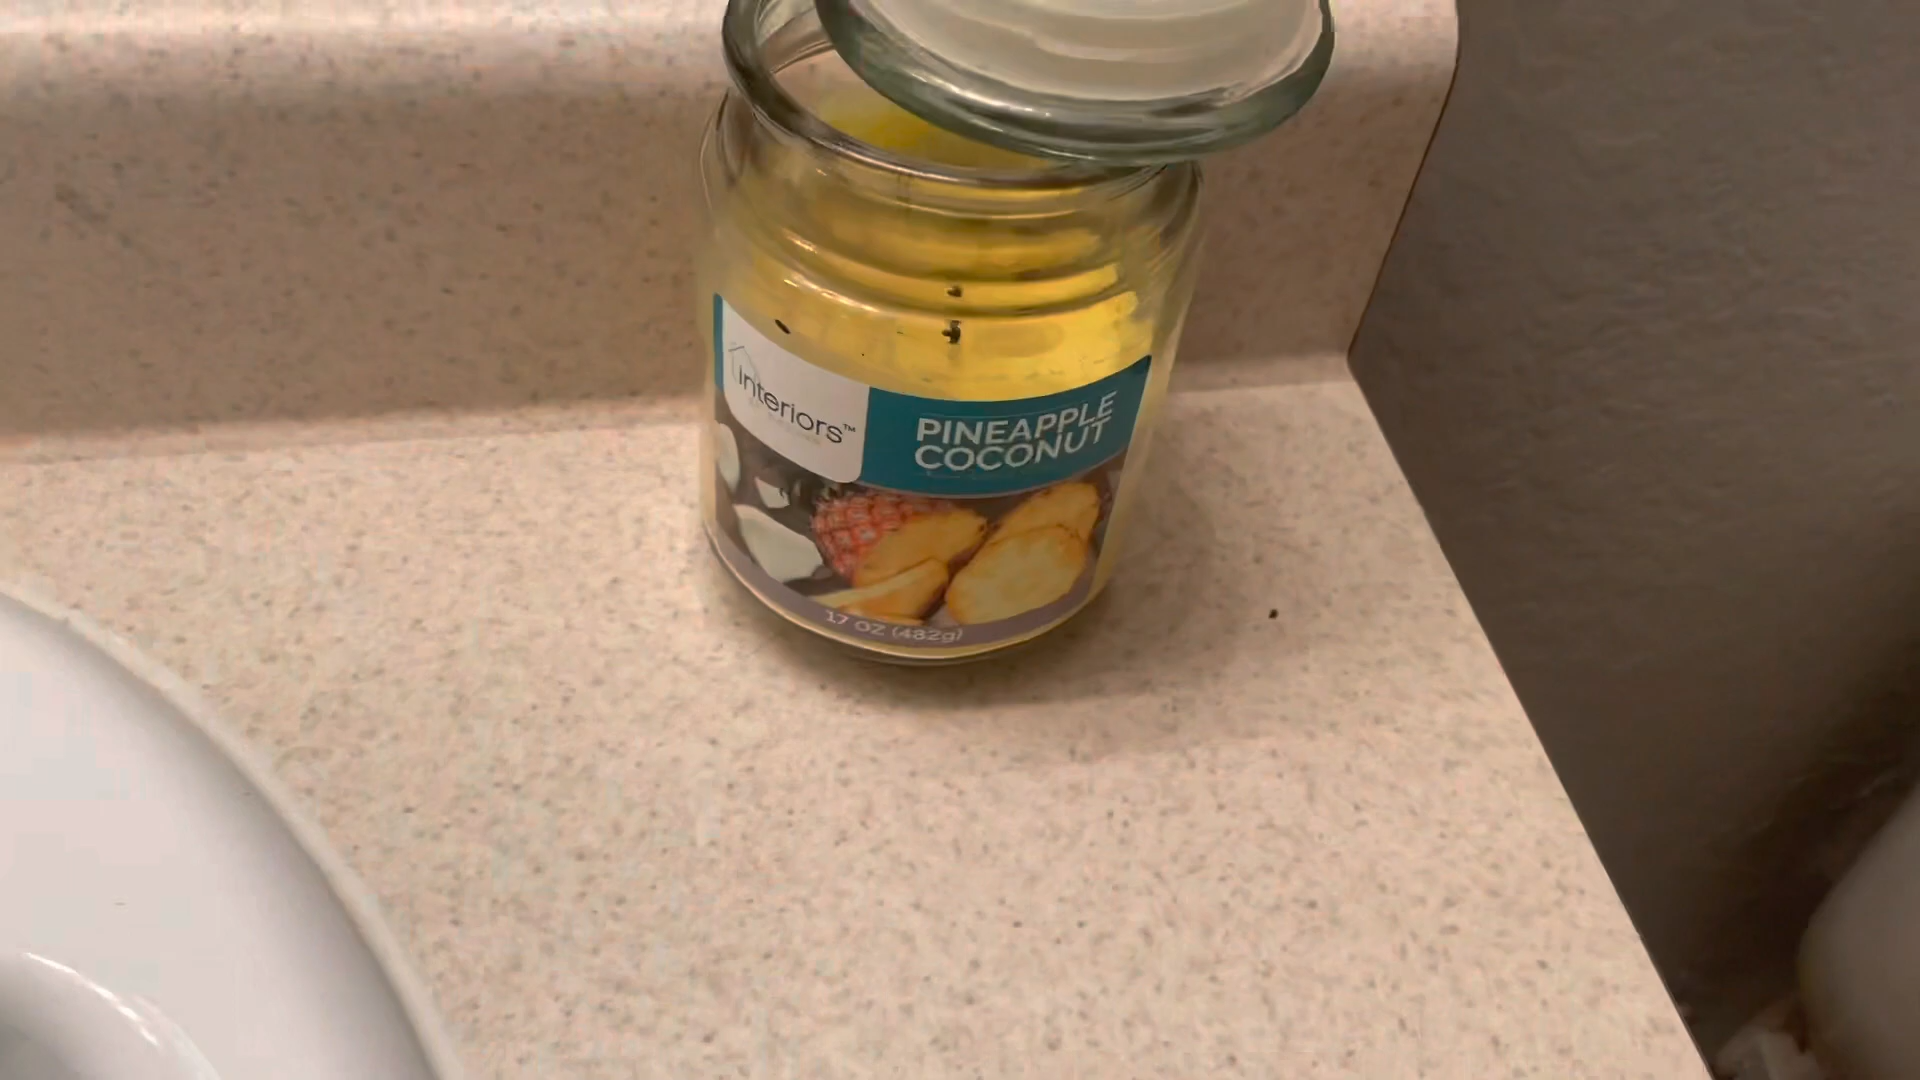 interiors™
PINEAPPLE
COCONUT
17 OZ (482g)